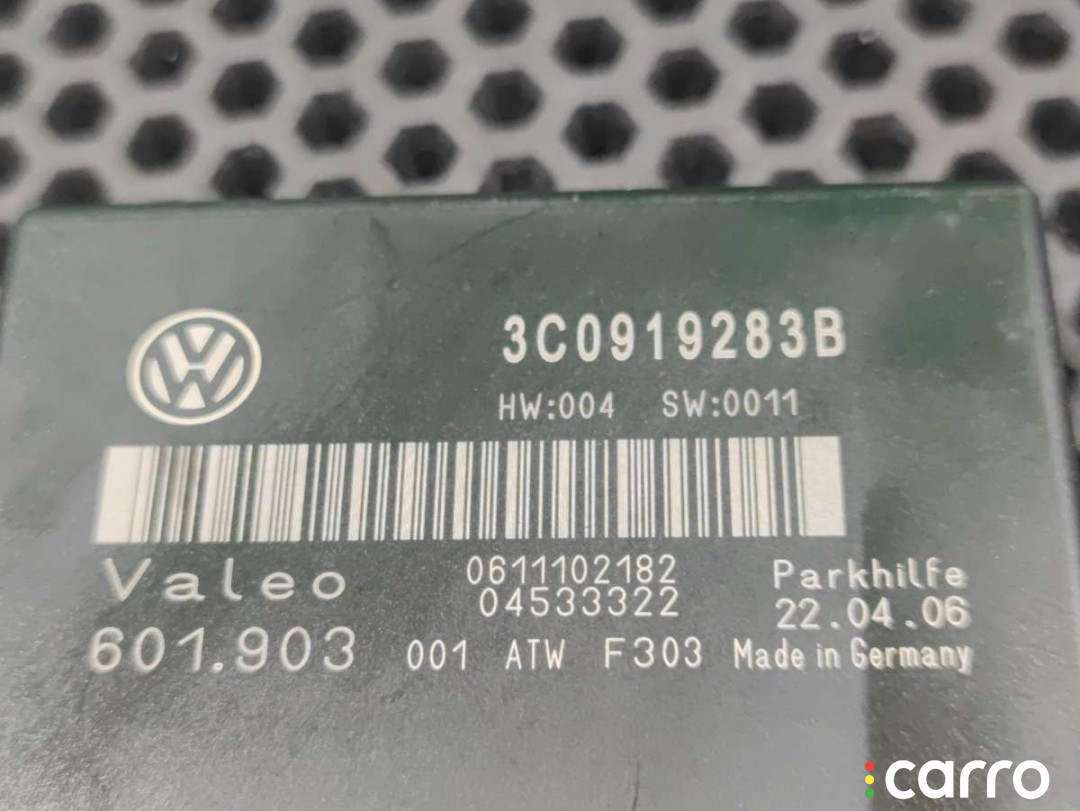 3C0919283B
HW:004 SW:0011
Valeo 0611102182 Parkhilfe
04533322 22.04.06
601.903 001 ATW F303 Made in Germany
carro